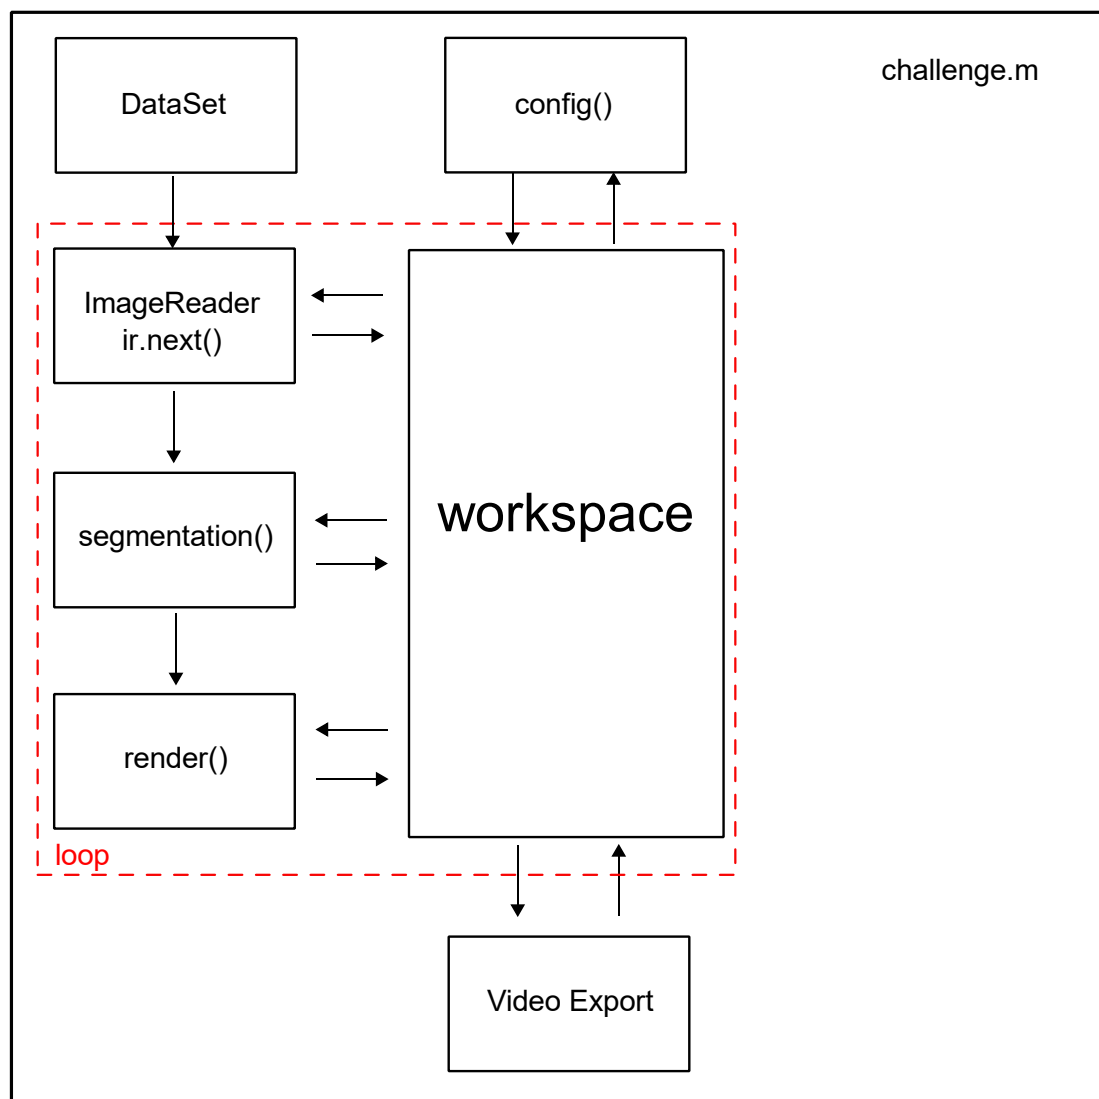 DataSet
config()
challenge.m
ImageReader
ir.next()
workspace
segmentation()
render()
loop
Video Export